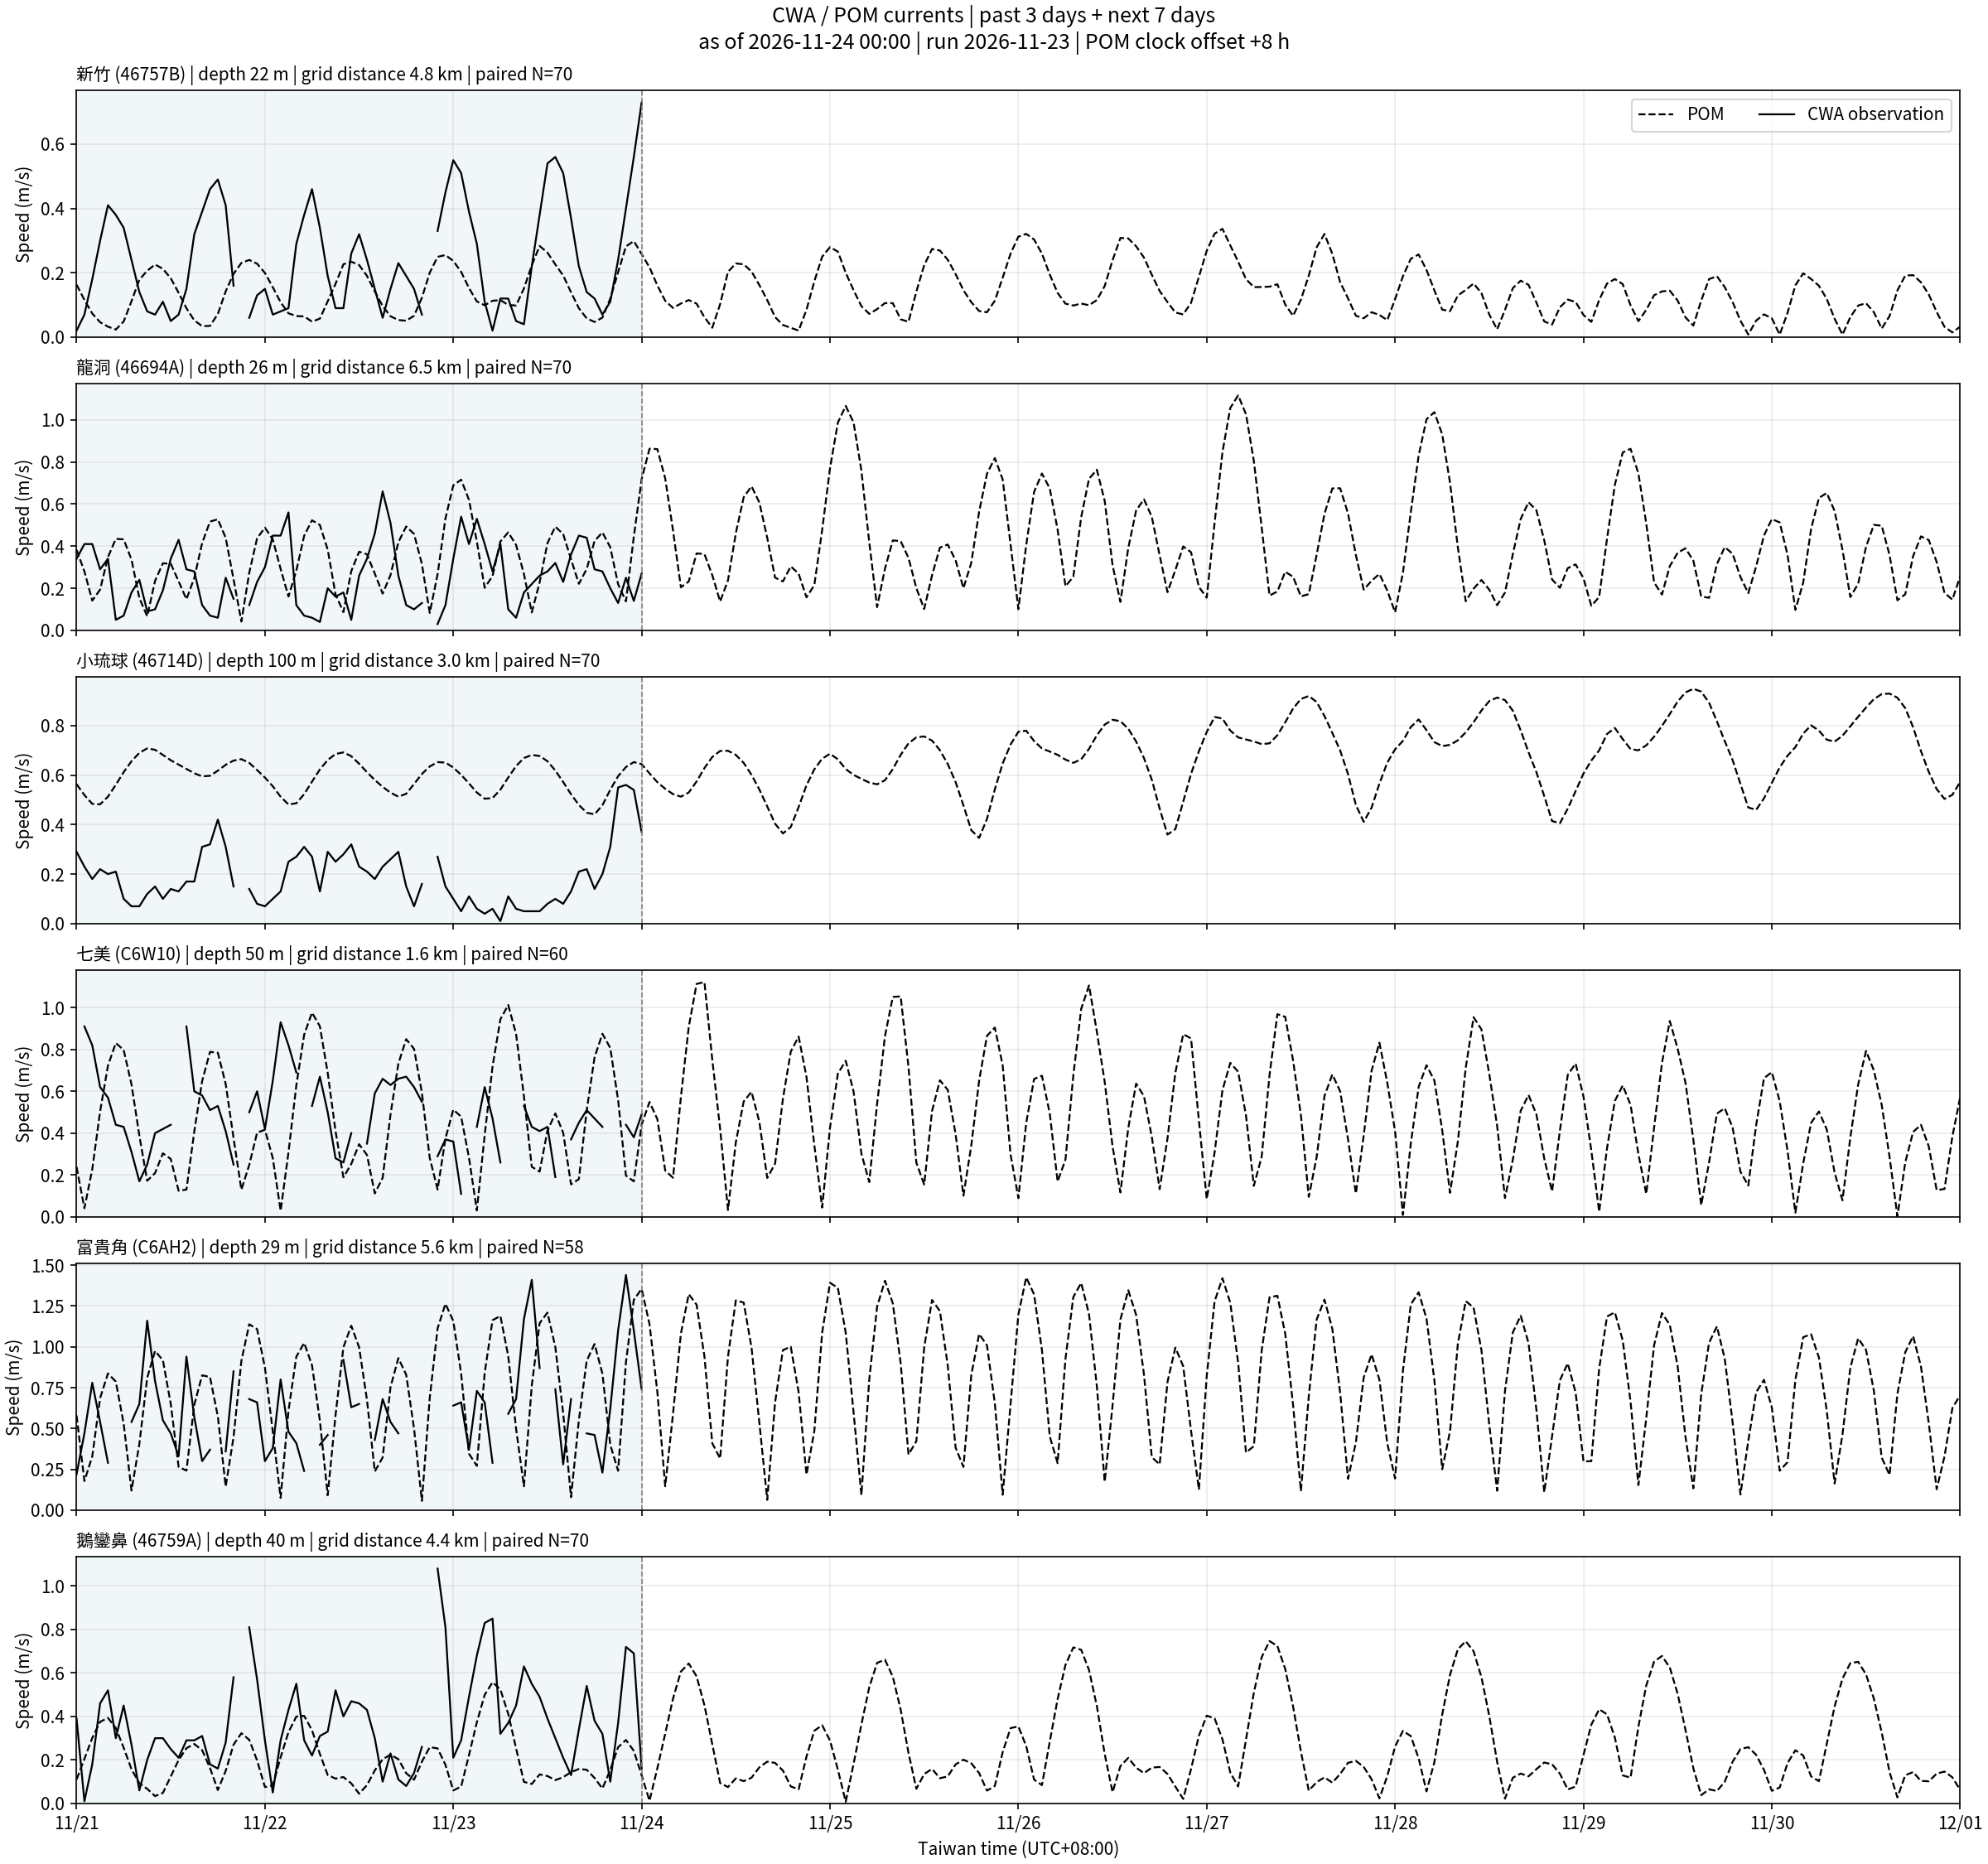 CWA / POM currents | past 3 days + next 7 days
as of 2026-11-24 00:00 | run 2026-11-23 | POM clock offset +8 h
新竹 (46757B) | depth 22 m | grid distance 4.8 km | paired N=70
POM
CWA observation
Speed (m/s)
0.6
0.4
0.2
0.0
龍洞 (46694A) | depth 26 m | grid distance 6.5 km | paired N=70
Speed (m/s)
1.0
0.8
0.6
0.4
0.2
0.0
小琉球 (46714D) | depth 100 m | grid distance 3.0 km | paired N=70
Speed (m/s)
0.8
0.6
0.4
0.2
0.0
七美 (C6W10) | depth 50 m | grid distance 1.6 km | paired N=60
Speed (m/s)
1.0
0.8
0.6
0.4
0.2
0.0
富貴角 (C6AH2) | depth 29 m | grid distance 5.6 km | paired N=58
Speed (m/s)
1.50
1.25
1.00
0.75
0.50
0.25
0.00
鵝鑾鼻 (46759A) | depth 40 m | grid distance 4.4 km | paired N=70
Speed (m/s)
1.0
0.8
0.6
0.4
0.2
0.0
11/21 11/22 11/23 11/24 11/25 11/26 11/27 11/28 11/29 11/30 12/01
Taiwan time (UTC+08:00)